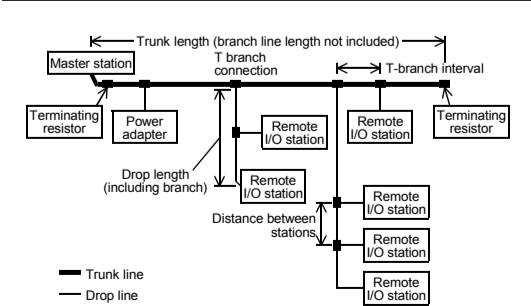 Trunk length (branch line length not included)
Master station
T branch
connection
T-branch interval
Terminating
resistor
Power
adapter
Remote
I/O station
Remote
I/O station
Terminating
resistor
Drop length
(including branch)
Remote
I/O station
Distance between
stations
Remote
I/O station
Remote
I/O station
Remote
I/O station
Trunk line
Drop line